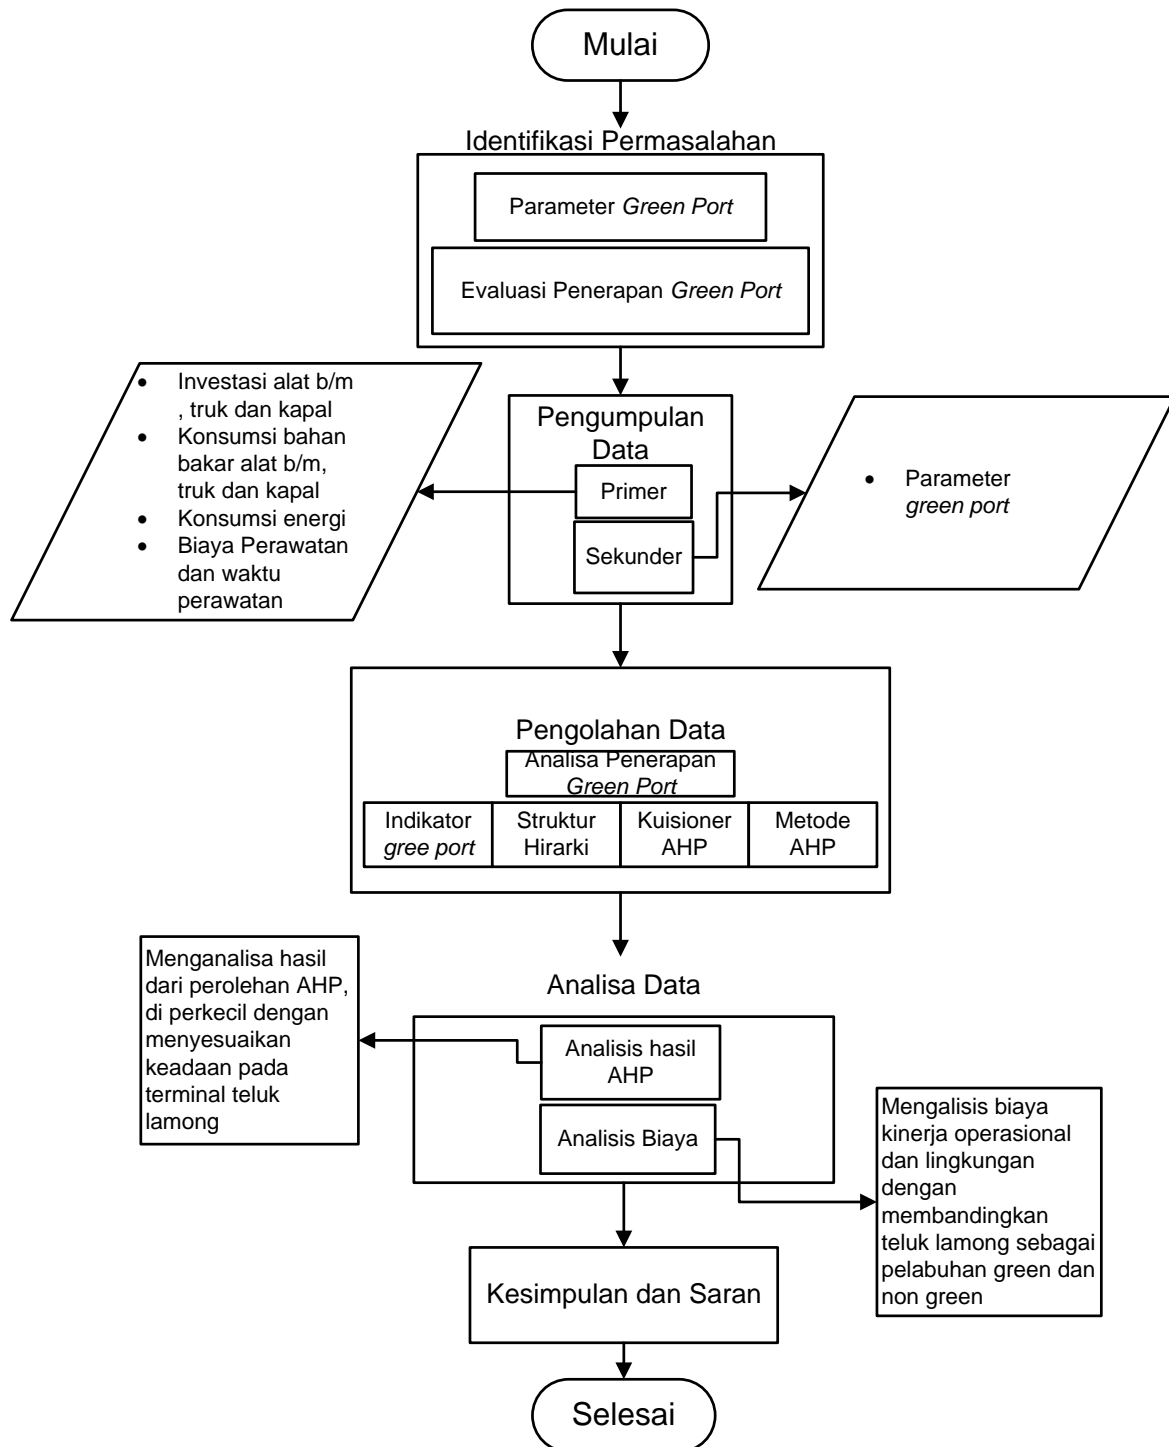 Mulai
Identifikasi Permasalahan
Parameter Green Port
Evaluasi Penerapan Green Port
• Investasi alat b/m
, truk dan kapal
• Konsumsi bahan
bakar alat b/m,
truk dan kapal
• Konsumsi energi
• Biaya Perawatan
dan waktu
perawatan
Pengumpulan
Data
Primer
Sekunder
• Parameter
green port
Pengolahan Data
Analisa Penerapan
Green Port
Indikator
gree port
Struktur
Hirarki
Kuisioner
AHP
Metode
AHP
Analisa Data
Menganalisa hasil
dari perolehan AHP,
di perkecil dengan
menyesuaikan
keadaan pada
terminal teluk
lamong
Analisis hasil
AHP
Analisis Biaya
Mengalisis biaya
kinerja operasional
dan lingkungan
dengan
membandingkan
teluk lamong sebagai
pelabuhan green dan
non green
Kesimpulan dan Saran
Selesai